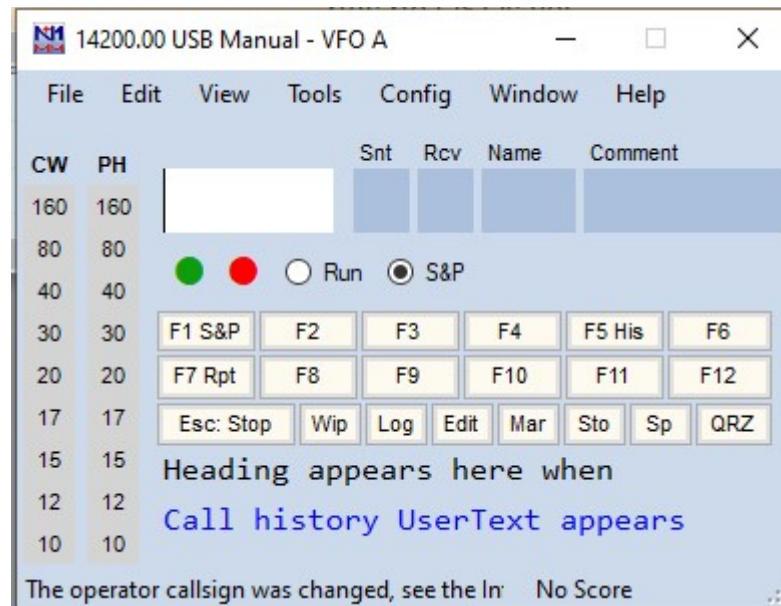 14200.00 USB Manual - VFO A
File Edit View Tools Config Window Help
CW PH Snt Rcv Name Comment
160 160
80 80
40 40
Run S&P
30 30 F1 S&P F2 F3 F4 F5 His F6
20 20 F7 Rpt F8 F9 F10 F11 F12
17 17 Esc: Stop Wip Log Edit Mar Sto Sp QRZ
15 15 Heading appears here when
12 12 Call history UserText appears
10 10
The operator callsign was changed, see the In No Score